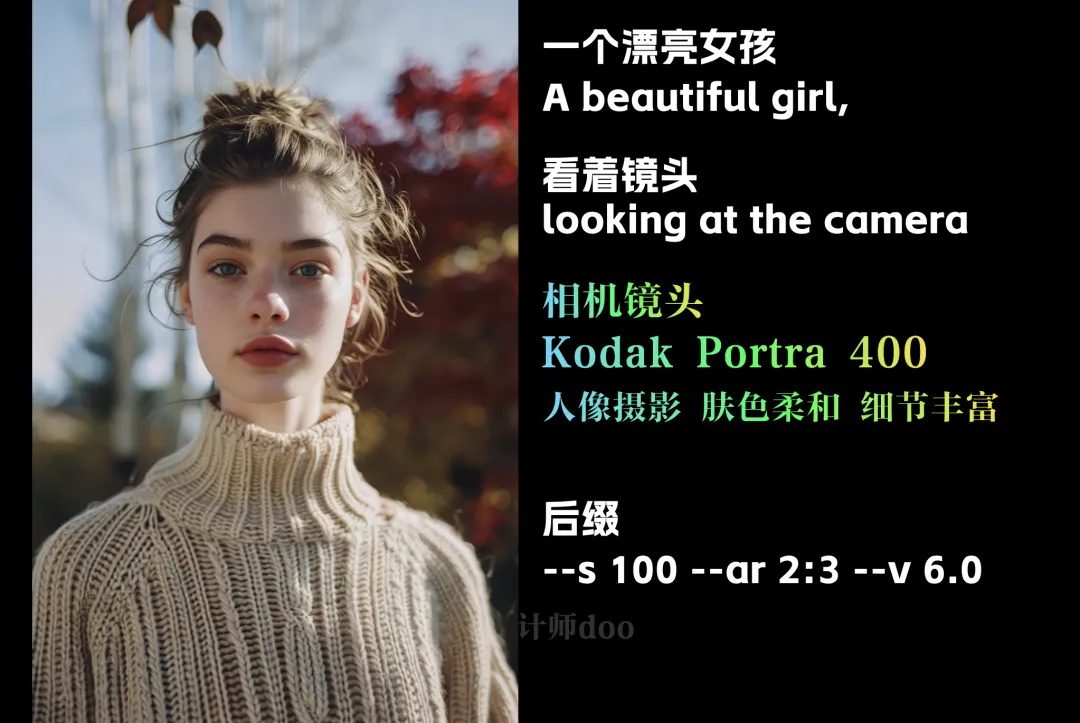 一个漂亮女孩
A beautiful girl,
看着镜头
looking at the camera
相机镜头
Kodak Portra 400
人像摄影 肤色柔和 细节丰富
后缀
--s 100 --ar 2:3 --v 6.0
计师doo